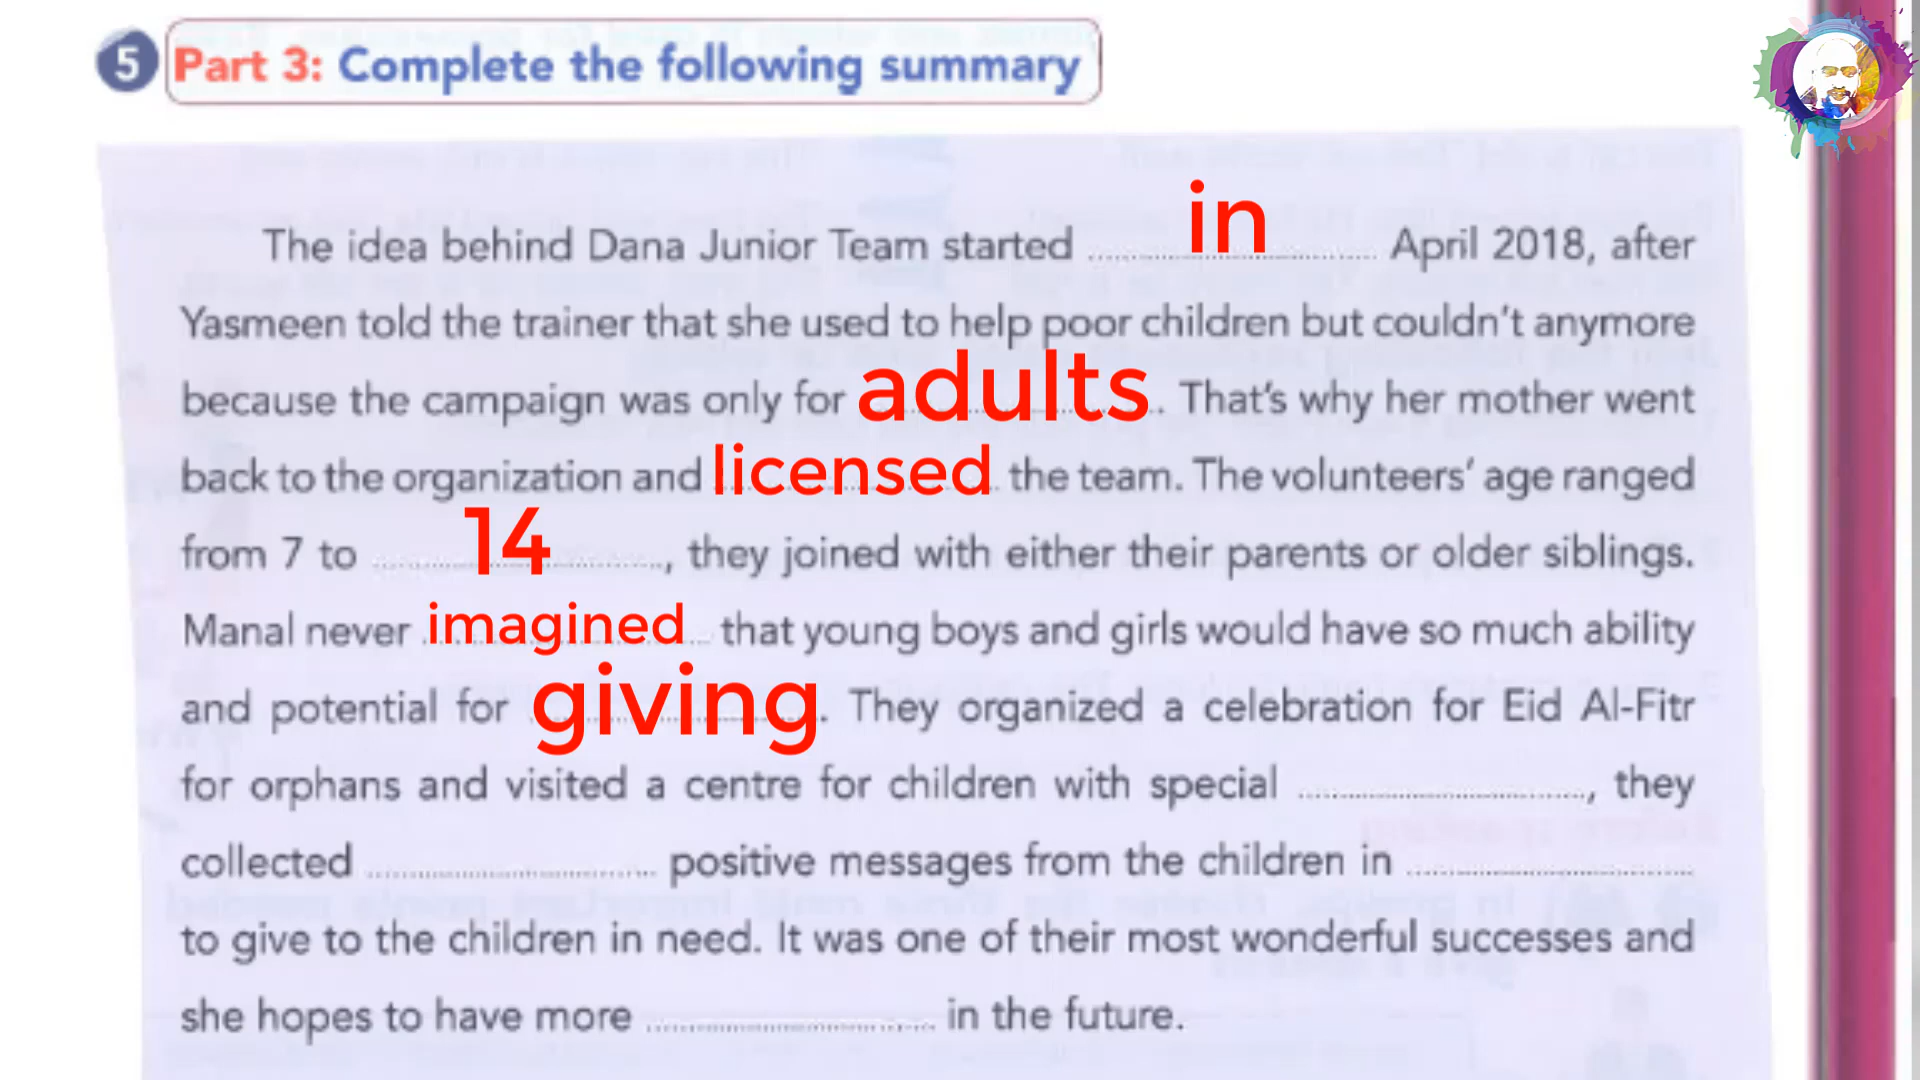 5 Part 3: Complete the following summary
The idea behind Dana Junior Team started in April 2018, after
Yasmeen told the trainer that she used to help poor children but couldn't anymore
because the campaign was only for adults. That's why her mother went
back to the organization and licensed the team. The volunteers' age ranged
from 7 to 14, they joined with either their parents or older siblings.
Manal never imagined that young boys and girls would have so much ability
and potential for giving. They organized a celebration for Eid Al-Fitr
for orphans and visited a centre for children with special ...................., they
collected .................... positive messages from the children in ....................
to give to the children in need. It was one of their most wonderful successes and
she hopes to have more .................... in the future.